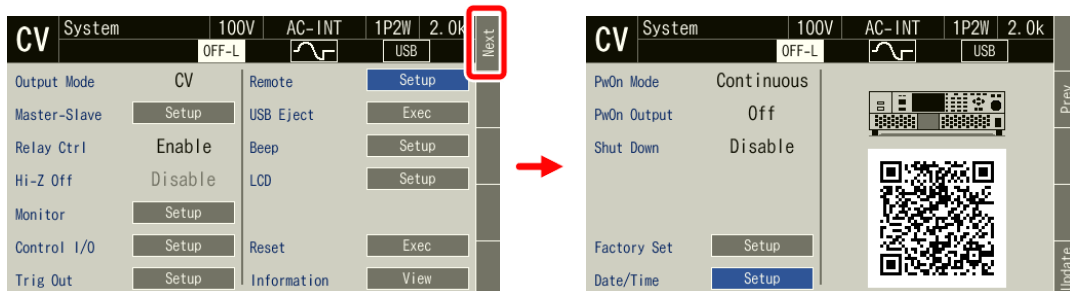 CV System 100V AC-INT 1P2W 2.0k Next
OFF-L USB
Output Mode CV Remote Setup
Master-Slave Setup USB Eject Exec
Relay Ctrl Enable Beep Setup
Hi-Z Off Disable LCD Setup
Monitor Setup
Control I/O Setup Reset Exec
Trig Out Setup Information View
CV System 100V AC-INT 1P2W 2.0k
OFF-L USB
PwOn Mode Continuous
PwOn Output Off
Shut Down Disable
Factory Set Setup
Date/Time Setup
Prev
Update